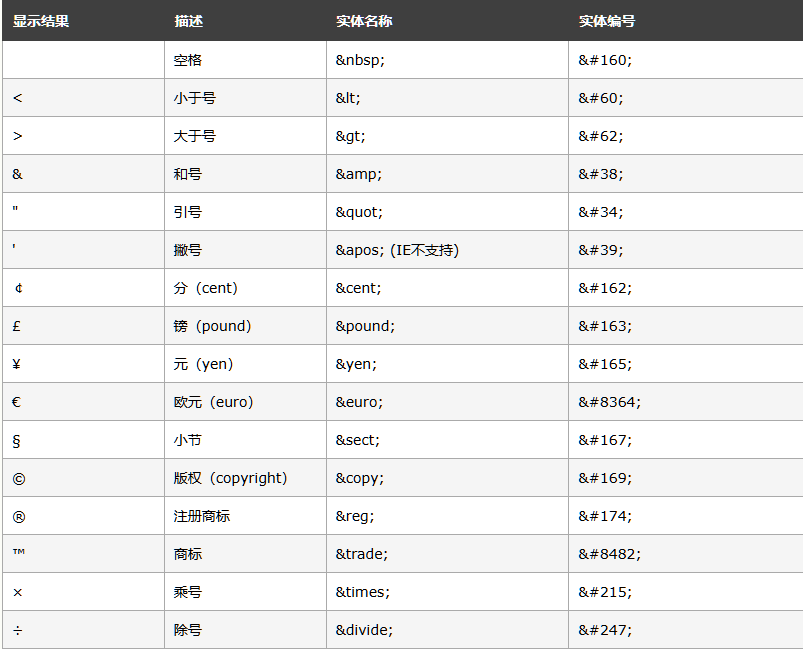 显示结果 描述 实体名称 实体编号
空格 &nbsp; &#160;
< 小于号 &lt; &#60;
> 大于号 &gt; &#62;
& 和号 &amp; &#38;
" 引号 &quot; &#34;
' 撇号 &apos; (IE不支持) &#39;
¢ 分（cent） &cent; &#162;
£ 镑（pound） &pound; &#163;
¥ 元（yen） &yen; &#165;
€ 欧元（euro） &euro; &#8364;
§ 小节 &sect; &#167;
© 版权（copyright） &copy; &#169;
® 注册商标 &reg; &#174;
™ 商标 &trade; &#8482;
× 乘号 &times; &#215;
÷ 除号 &divide; &#247;